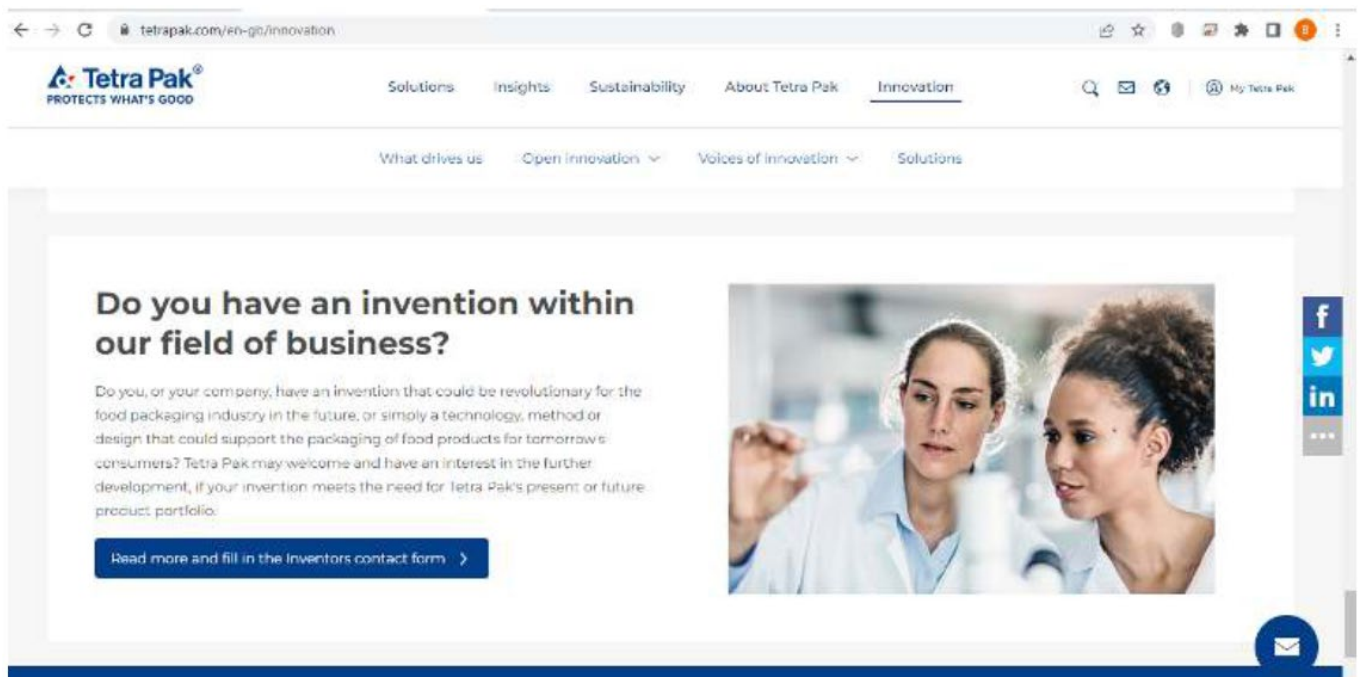 tetrapak.com/en-gb/innovation
B
Tetra Pak®
PROTECTS WHAT'S GOOD
Solutions Insights Sustainability About Tetra Pak Innovation
My Tetra Pak
What drives us Open innovation Voices of innovation Solutions
Do you have an invention within
our field of business?
Do you, or your company, have an invention that could be revolutionary for the
food packaging industry in the future, or simply a technology, method or
design that could support the packaging of food products for tomorrow's
consumers? Tetra Pak may welcome and have an interest in the further
development, if your invention meets the need for Tetra Pak's present or future
product portfolio.
Read more and fill in the Inventors contact form >
f
in